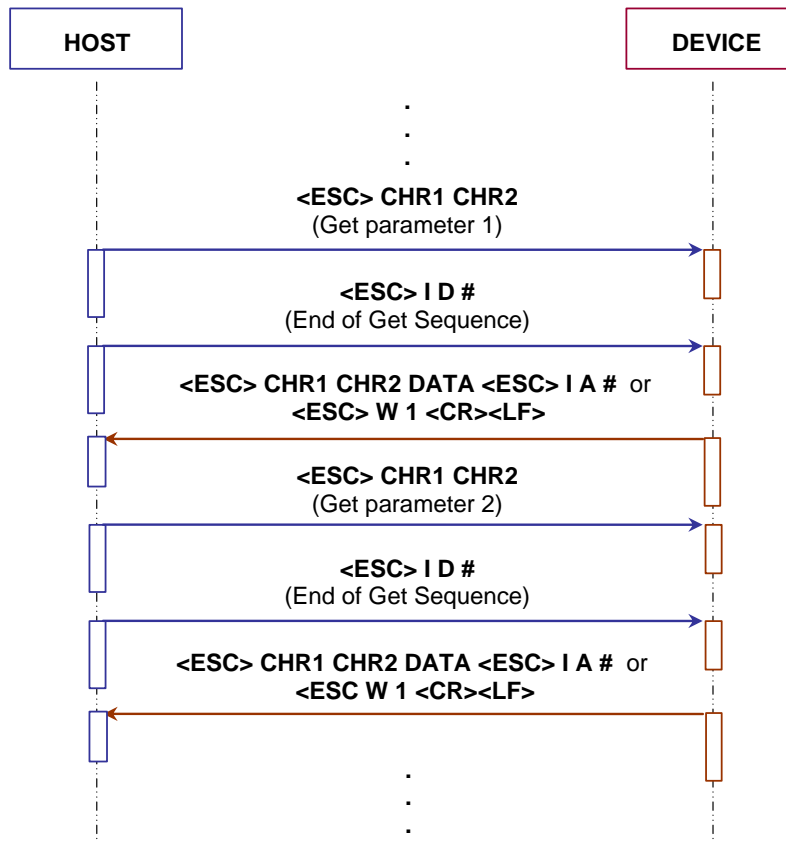 HOST
DEVICE
.
.
.
<ESC> CHR1 CHR2
(Get parameter 1)
<ESC> I D #
(End of Get Sequence)
<ESC> CHR1 CHR2 DATA <ESC> I A # or
<ESC> W 1 <CR><LF>
<ESC> CHR1 CHR2
(Get parameter 2)
<ESC> I D #
(End of Get Sequence)
<ESC> CHR1 CHR2 DATA <ESC> I A # or
<ESC W 1 <CR><LF>
.
.
.